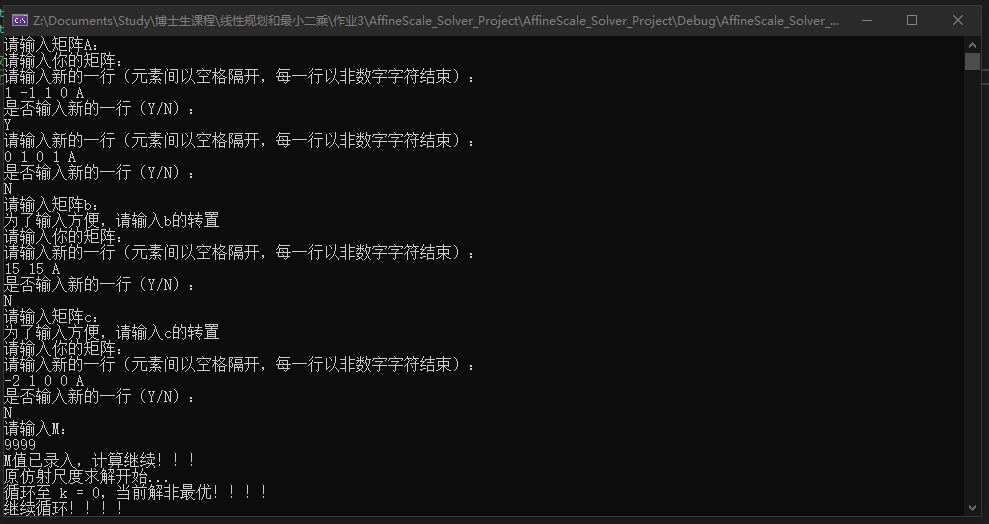 Z:\Documents\Study\博士生课程\线性规划和最小二乘\作业3\AffineScale_Solver_Project\AffineScale_Solver_Project\Debug\AffineScale_Solver_...
请输入矩阵A:
请输入你的矩阵:
请输入新的一行（元素间以空格隔开，每一行以非数字字符结束）:
1 -1 1 0 A
是否输入新的一行（Y/N）:
Y
请输入新的一行（元素间以空格隔开，每一行以非数字字符结束）:
0 1 0 1 A
是否输入新的一行（Y/N）:
N
请输入矩阵b:
为了输入方便，请输入b的转置
请输入你的矩阵:
请输入新的一行（元素间以空格隔开，每一行以非数字字符结束）:
15 15 A
是否输入新的一行（Y/N）:
N
请输入矩阵c:
为了输入方便，请输入c的转置
请输入你的矩阵:
请输入新的一行（元素间以空格隔开，每一行以非数字字符结束）:
-2 1 0 0 A
是否输入新的一行（Y/N）:
N
请输入M:
9999
M值已录入，计算继续！！！
原仿射尺度求解开始...
循环至 k = 0，当前解非最优！！！！
继续循环！！！！